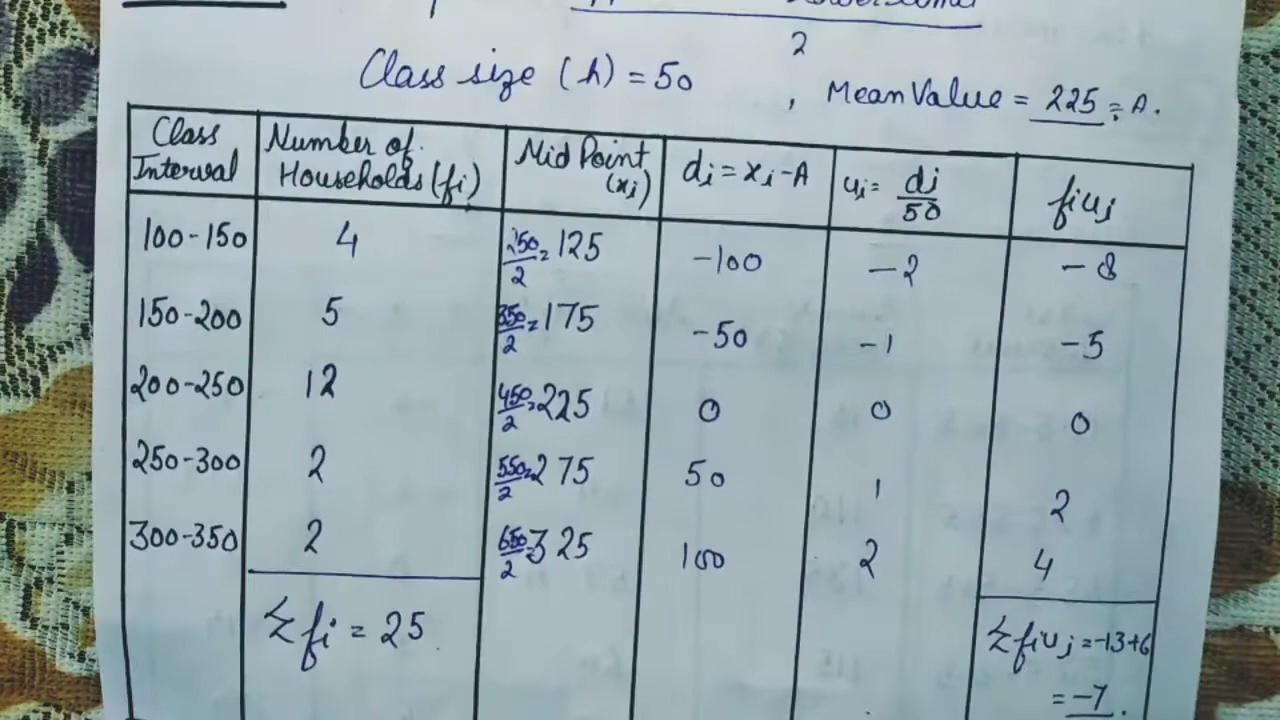 2
Class size (h) = 50 , Mean Value = 225 = A.
Class Interval | Number of Households (fi) | Mid Point (xi) | di = xi - A | ui = di/50 | fiui
100-150 | 4 | 250/2 = 125 | -100 | -2 | -8
150-200 | 5 | 350/2 = 175 | -50 | -1 | -5
200-250 | 12 | 450/2 = 225 | 0 | 0 | 0
250-300 | 2 | 550/2 = 275 | 50 | 1 | 2
300-350 | 2 | 650/2 = 325 | 100 | 2 | 4
Σfi = 25 | Σfiui = -13+6
= -7.